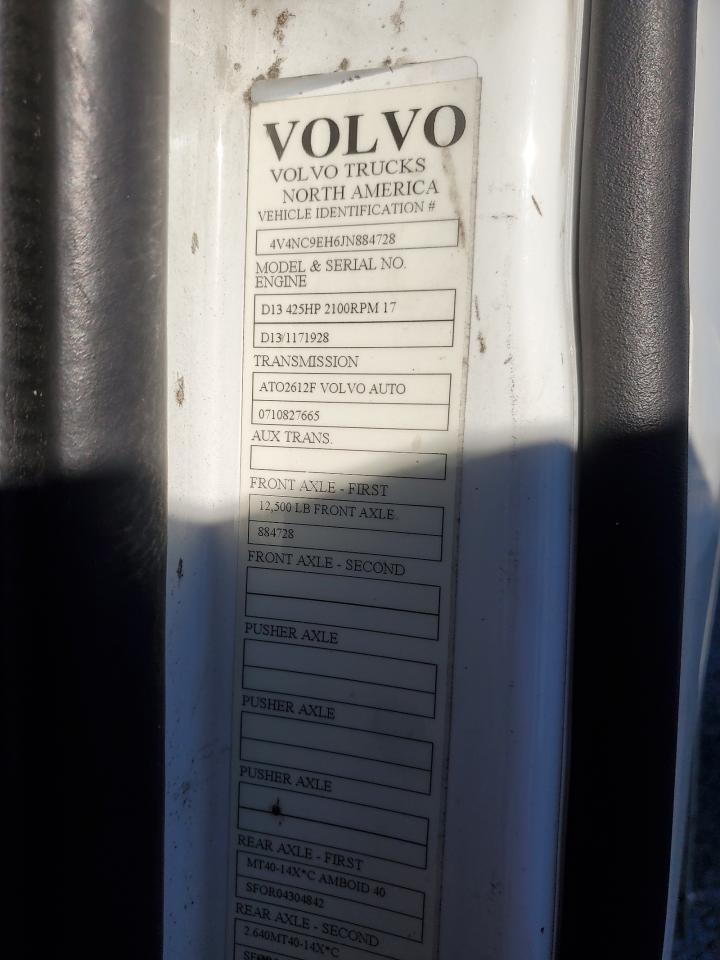 VOLVO
VOLVO TRUCKS
NORTH AMERICA
VEHICLE IDENTIFICATION #
4V4NC9EH6JN884728
MODEL & SERIAL NO.
ENGINE
D13 425HP 2100RPM 17
D13/1171928
TRANSMISSION
ATO2612F VOLVO AUTO
0710827665
AUX TRANS.
FRONT AXLE - FIRST
12,500 LB FRONT AXLE
884728
FRONT AXLE - SECOND
PUSHER AXLE
PUSHER AXLE
PUSHER AXLE
REAR AXLE - FIRST
MT40-14X*C AMBOID 40
SFOR04304842
REAR AXLE - SECOND
2.640MT40-14X*C